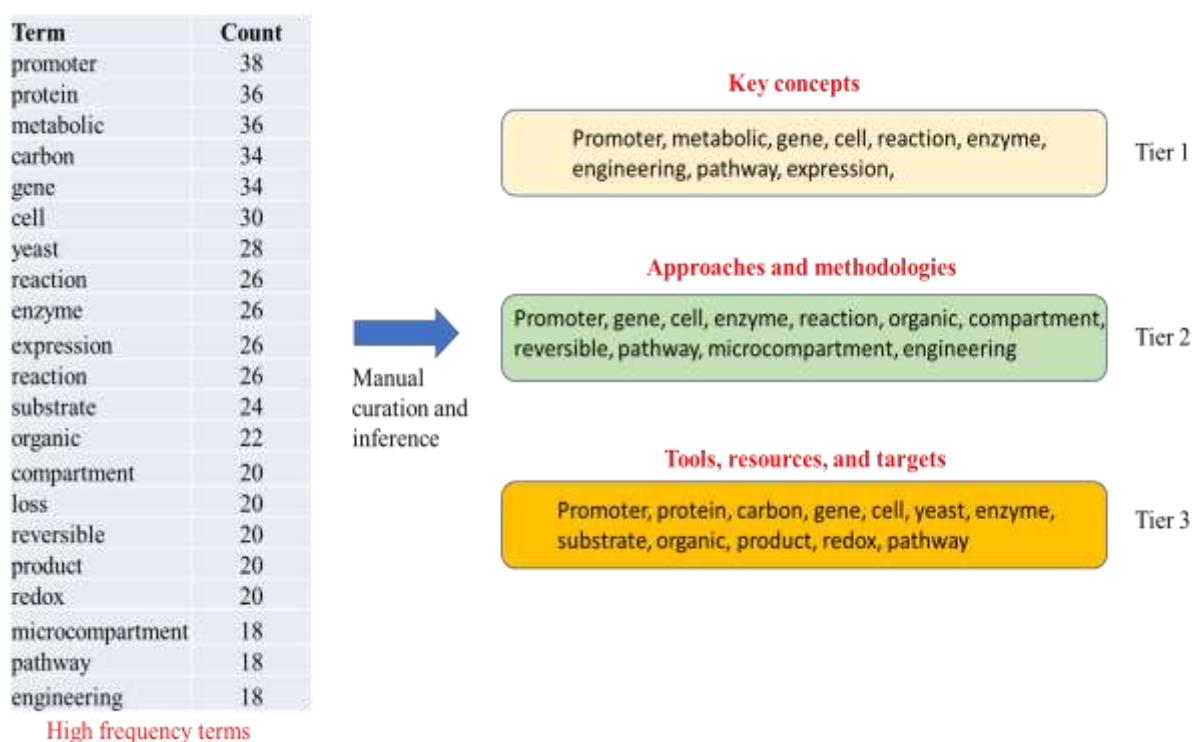 Term Count
promoter 38
protein 36
metabolic 36
carbon 34
gene 34
cell 30
yeast 28
reaction 26
enzyme 26
expression 26
reaction 26
substrate 24
organic 22
compartment 20
loss 20
reversible 20
product 20
redox 20
microcompartment 18
pathway 18
engineering 18
High frequency terms
Manual
curation and
inference
Key concepts
Promoter, metabolic, gene, cell, reaction, enzyme,
engineering, pathway, expression,
Tier 1
Approaches and methodologies
Promoter, gene, cell, enzyme, reaction, organic, compartment,
reversible, pathway, microcompartment, engineering
Tier 2
Tools, resources, and targets
Promoter, protein, carbon, gene, cell, yeast, enzyme,
substrate, organic, product, redox, pathway
Tier 3